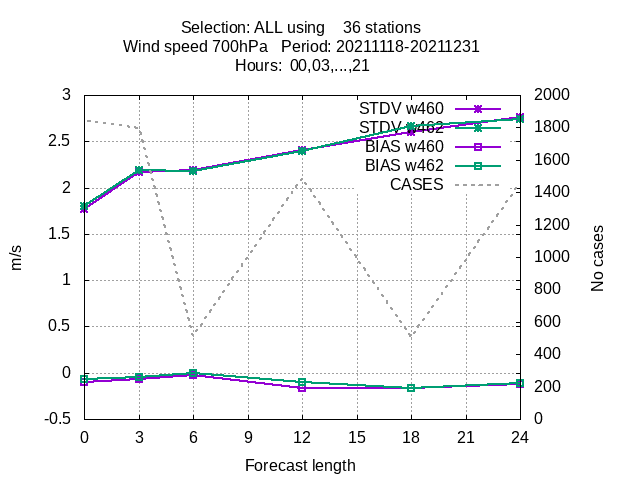 Selection: ALL using 36 stations
Wind speed 700hPa Period: 20211118-20211231
Hours: 00,03,...,21
3
2.5
2
1.5
1
0.5
0
-0.5
m/s
2000
1800
1600
1400
1200
1000
800
600
400
200
0
No cases
STDV w460
STDV w462
BIAS w460
BIAS w462
CASES
0 3 6 9 12 15 18 21 24
Forecast length